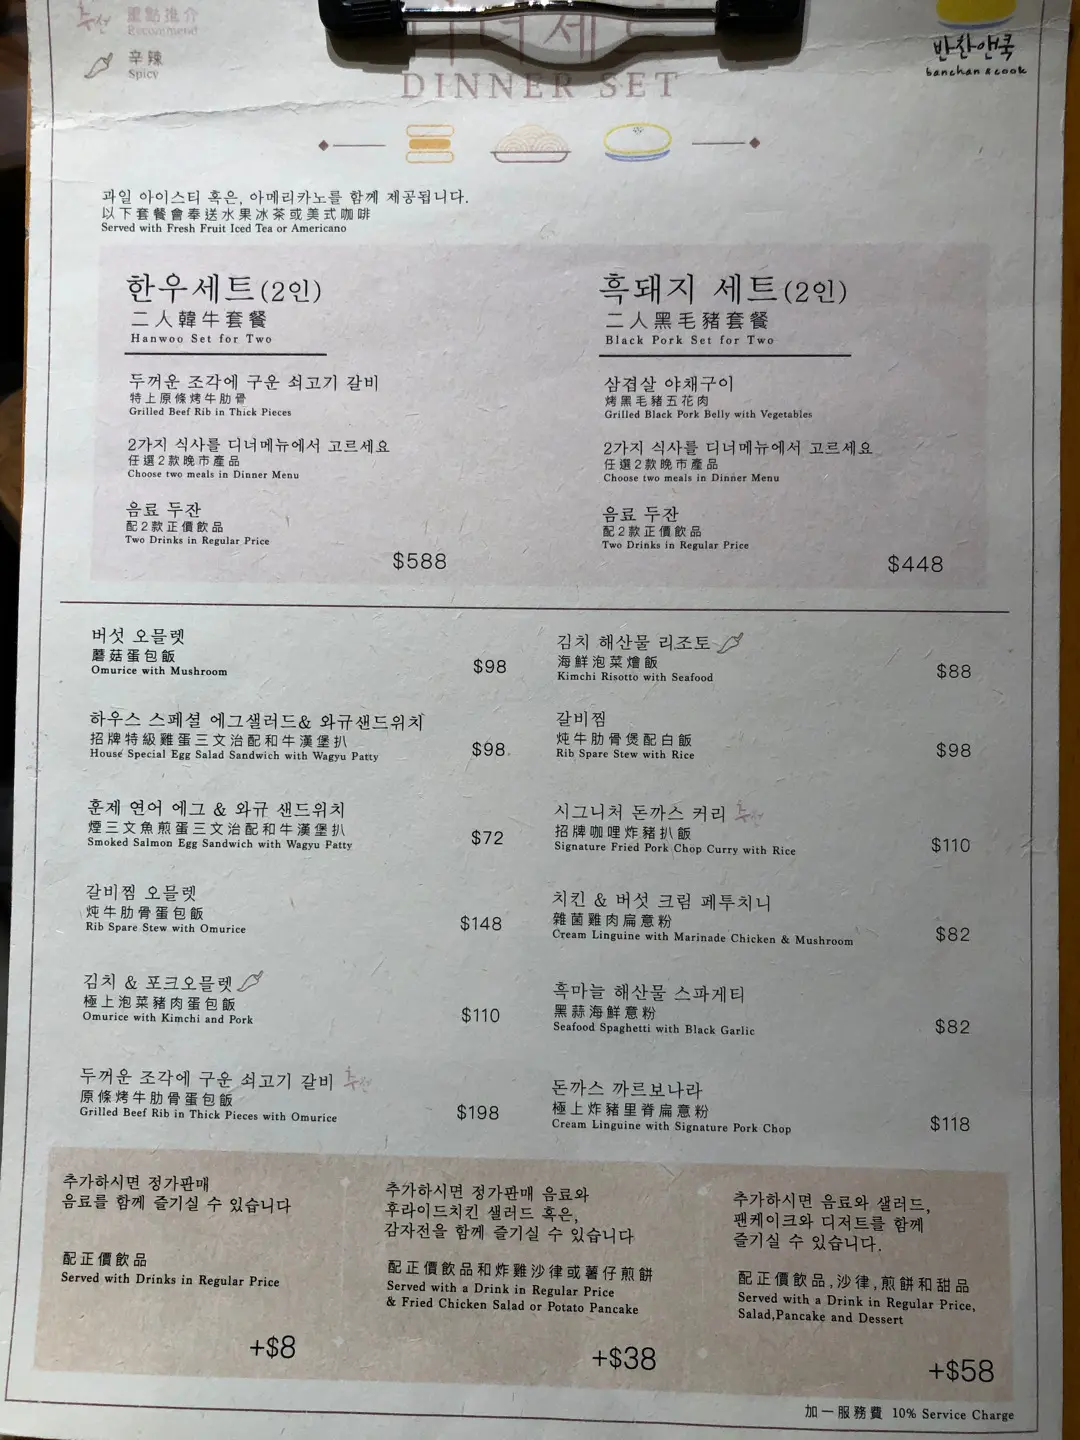 추천 重點推介
Recommend
辛辣
Spicy
디너세트
DINNER SET
반찬앤쿡
banchan & cook
과일 아이스티 혹은, 아메리카노를 함께 제공됩니다.
以下套餐會奉送水果冰茶或美式咖啡
Served with Fresh Fruit Iced Tea or Americano
한우세트(2인)
二人韓牛套餐
Hanwoo Set for Two
두꺼운 조각에 구운 쇠고기 갈비
特上原條烤牛肋骨
Grilled Beef Rib in Thick Pieces
2가지 식사를 디너메뉴에서 고르세요
任選2款晚市產品
Choose two meals in Dinner Menu
음료 두잔
配2款正價飲品
Two Drinks in Regular Price
$588
흑돼지 세트(2인)
二人黑毛豬套餐
Black Pork Set for Two
삼겹살 야채구이
烤黑毛豬五花肉
Grilled Black Pork Belly with Vegetables
2가지 식사를 디너메뉴에서 고르세요
任選2款晚市產品
Choose two meals in Dinner Menu
음료 두잔
配2款正價飲品
Two Drinks in Regular Price
$448
버섯 오믈렛
蘑菇蛋包飯
Omurice with Mushroom
$98
하우스 스페셜 에그샐러드& 와규샌드위치
招牌特級雞蛋三文治配和牛漢堡扒
House Special Egg Salad Sandwich with Wagyu Patty
$98
훈제 연어 에그 & 와규 샌드위치
煙三文魚煎蛋三文治配和牛漢堡扒
Smoked Salmon Egg Sandwich with Wagyu Patty
$72
갈비찜 오믈렛
炖牛肋骨蛋包飯
Rib Spare Stew with Omurice
$148
김치 & 포크오믈렛
極上泡菜豬肉蛋包飯
Omurice with Kimchi and Pork
$110
두꺼운 조각에 구운 쇠고기 갈비 추천
原條烤牛肋骨蛋包飯
Grilled Beef Rib in Thick Pieces with Omurice
$198
김치 해산물 리조토
海鮮泡菜燴飯
Kimchi Risotto with Seafood
$88
갈비찜
炖牛肋骨煲配白飯
Rib Spare Stew with Rice
$98
시그니처 돈까스 커리 추천
招牌咖哩炸豬扒飯
Signature Fried Pork Chop Curry with Rice
$110
치킨 & 버섯 크림 페투치니
雜菌雞肉扁意粉
Cream Linguine with Marinade Chicken & Mushroom
$82
흑마늘 해산물 스파게티
黑蒜海鮮意粉
Seafood Spaghetti with Black Garlic
$82
돈까스 까르보나라
極上炸豬里脊扁意粉
Cream Linguine with Signature Pork Chop
$118
추가하시면 정가판매
음료를 함께 즐기실 수 있습니다
配正價飲品
Served with Drinks in Regular Price
+$8
추가하시면 정가판매 음료와
후라이드치킨 샐러드 혹은,
감자전을 함께 즐기실 수 있습니다
配正價飲品和炸雞沙律或薯仔煎餅
Served with a Drink in Regular Price
& Fried Chicken Salad or Potato Pancake
+$38
추가하시면 음료와 샐러드,
팬케이크와 디저트를 함께
즐기실 수 있습니다.
配正價飲品,沙律,煎餅和甜品
Served with a Drink in Regular Price,
Salad,Pancake and Dessert
+$58
加一服務費 10% Service Charge